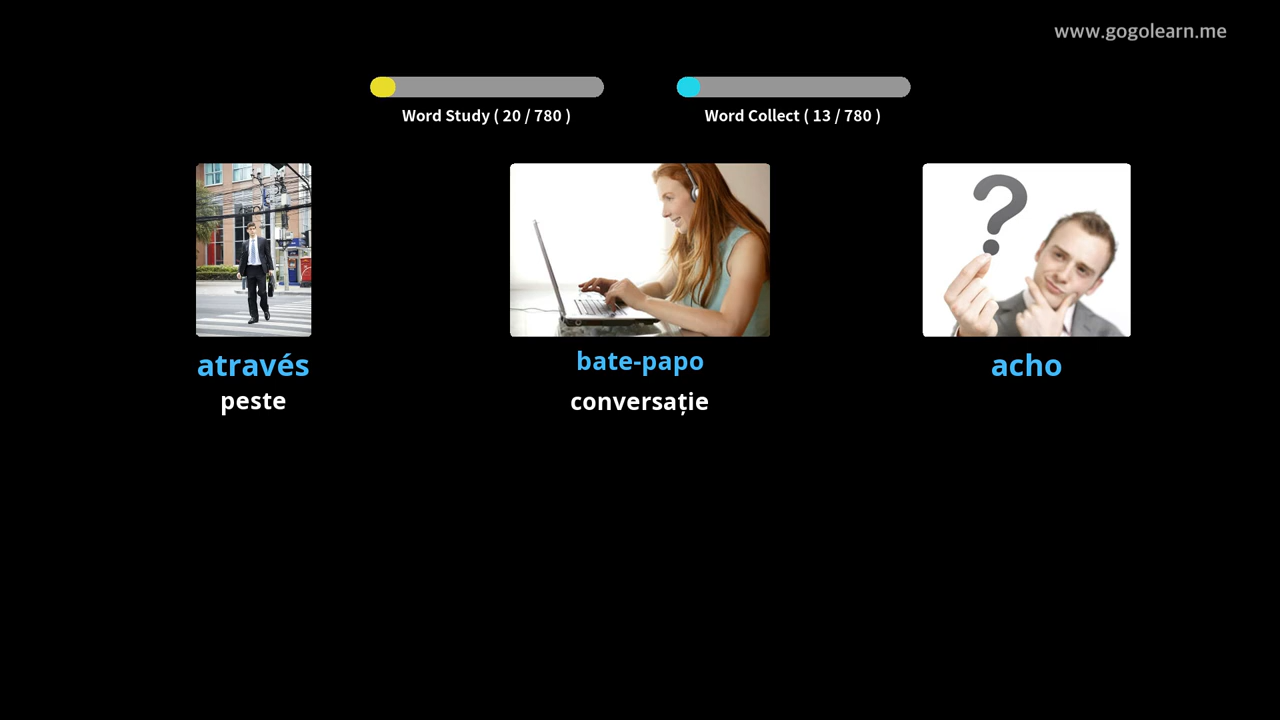 www.gogolearn.me
Word Study ( 20 / 780 )
Word Collect ( 13 / 780 )
através
bate-papo
acho
peste
conversație